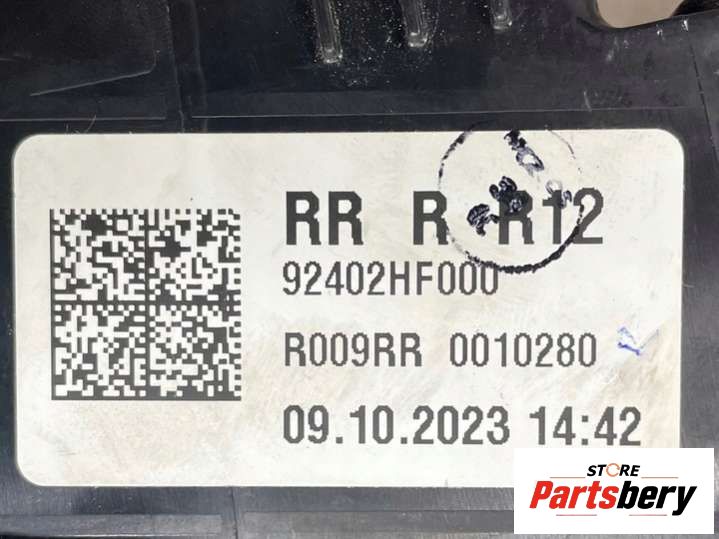 RR R R12
92402HF000
R009RR 0010280
09.10.2023 14:42
STORE
Partsbery